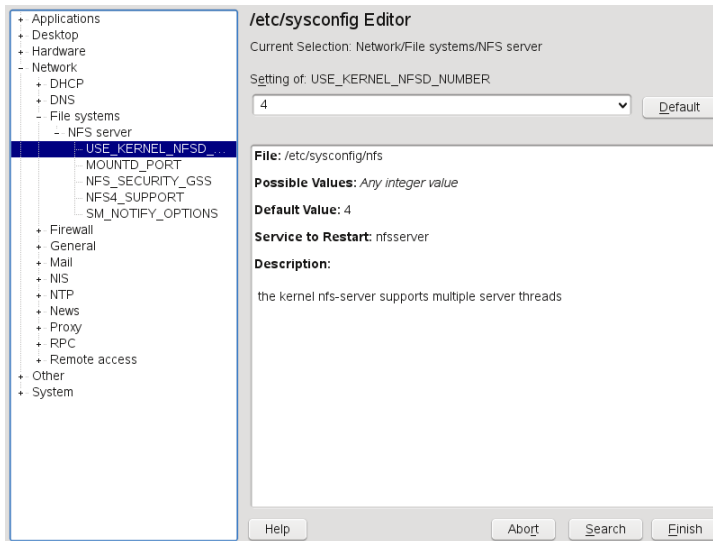 Applications
Desktop
Hardware
Network
DHCP
DNS
File systems
NFS server
USE_KERNEL_NFSD_...
MOUNTD_PORT
NFS_SECURITY_GSS
NFS4_SUPPORT
SM_NOTIFY_OPTIONS
Firewall
General
Mail
NIS
NTP
News
Proxy
RPC
Remote access
Other
System
/etc/sysconfig Editor
Current Selection: Network/File systems/NFS server
Setting of: USE_KERNEL_NFSD_NUMBER
4
Default
File: /etc/sysconfig/nfs
Possible Values: Any integer value
Default Value: 4
Service to Restart: nfsserver
Description:
the kernel nfs-server supports multiple server threads
Help
Abort
Search
Finish